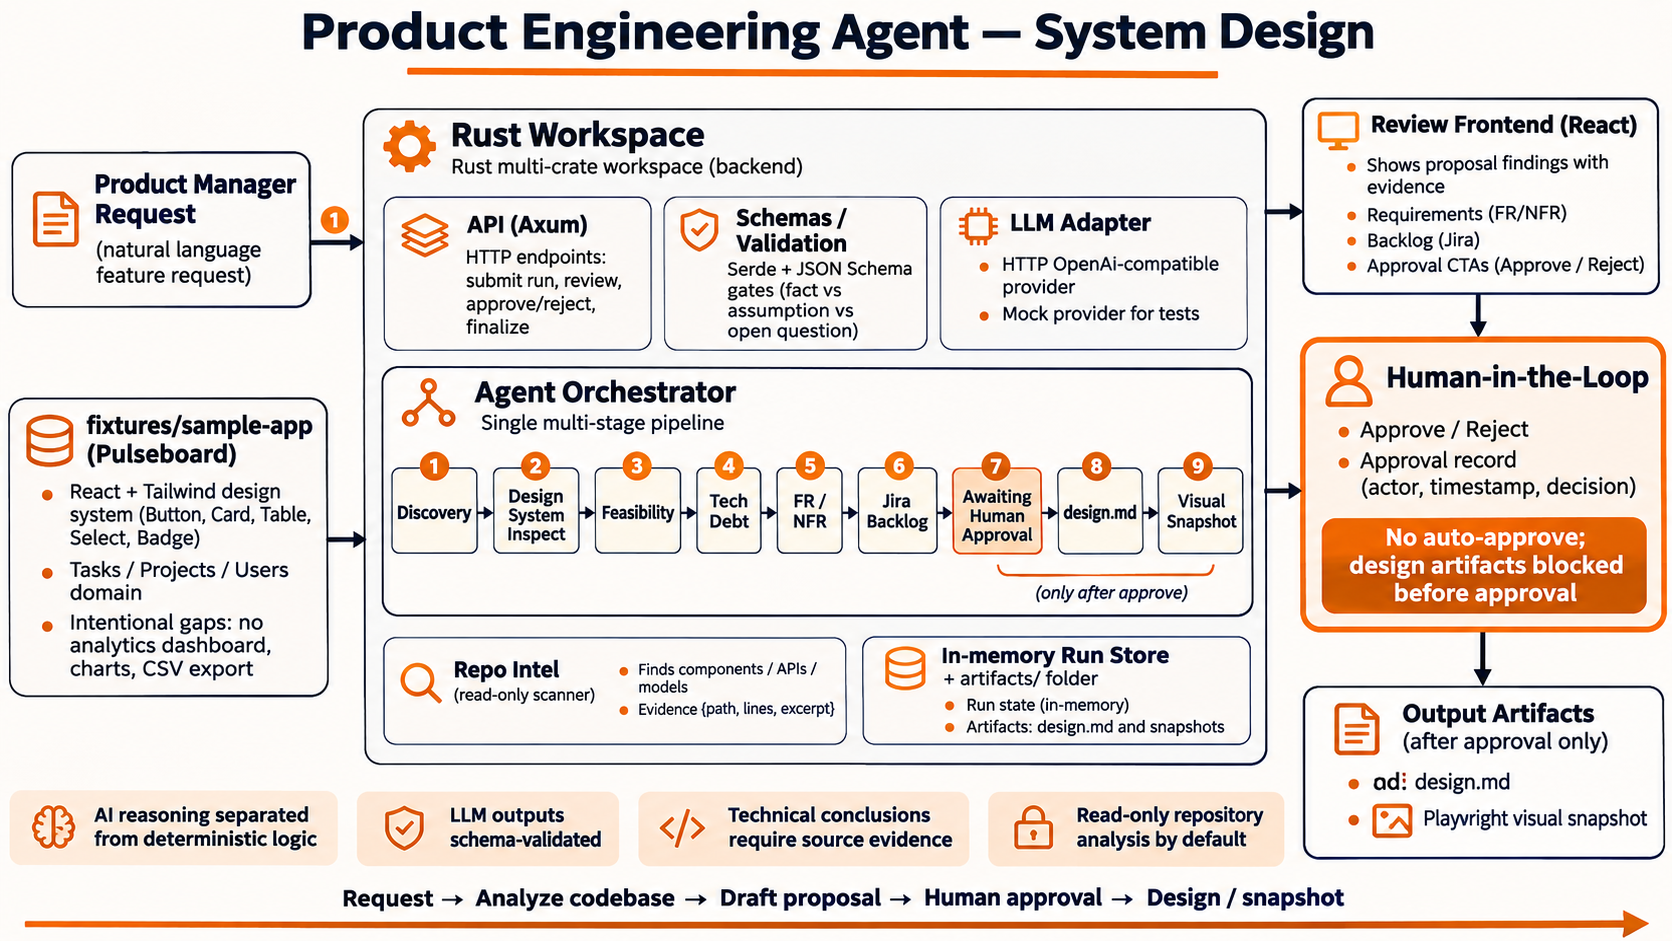 Product Engineering Agent — System Design
Product Manager
Request
(natural language
feature request)
1
fixtures/sample-app
(Pulseboard)
React + Tailwind design
system (Button, Card, Table,
Select, Badge)
Tasks / Projects / Users
domain
Intentional gaps: no
analytics dashboard,
charts, CSV export
Rust Workspace
Rust multi-crate workspace (backend)
API (Axum)
HTTP endpoints:
submit run, review,
approve/reject,
finalize
Schemas /
Validation
Serde + JSON Schema
gates (fact vs
assumption vs
open question)
LLM Adapter
HTTP OpenAi-compatible
provider
Mock provider for tests
Agent Orchestrator
Single multi-stage pipeline
1
Discovery
2
Design
System
Inspect
3
Feasibility
4
Tech
Debt
5
FR /
NFR
6
Jira
Backlog
7
Awaiting
Human
Approval
8
design.md
9
Visual
Snapshot
(only after approve)
Repo Intel
(read-only scanner)
Finds components / APIs /
models
Evidence {path, lines, excerpt}
In-memory Run Store
+ artifacts/ folder
Run state (in-memory)
Artifacts: design.md and snapshots
Review Frontend (React)
Shows proposal findings with
evidence
Requirements (FR/NFR)
Backlog (Jira)
Approval CTAs (Approve / Reject)
Human-in-the-Loop
Approve / Reject
Approval record
(actor, timestamp, decision)
No auto-approve;
design artifacts blocked
before approval
Output Artifacts
(after approval only)
ad: design.md
Playwright visual snapshot
AI reasoning separated
from deterministic logic
LLM outputs
schema-validated
Technical conclusions
require source evidence
Read-only repository
analysis by default
Request → Analyze codebase → Draft proposal → Human approval → Design / snapshot